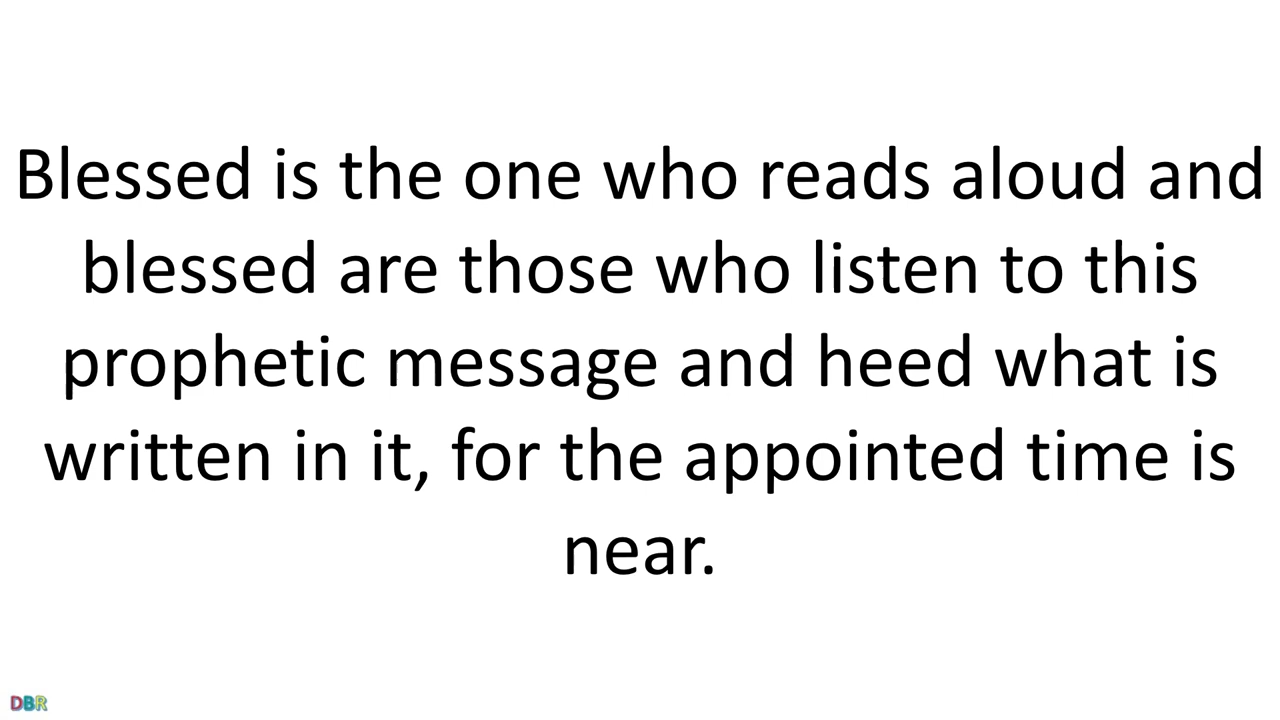 Blessed is the one who reads aloud and
blessed are those who listen to this
prophetic message and heed what is
written in it, for the appointed time is
near.
DBR